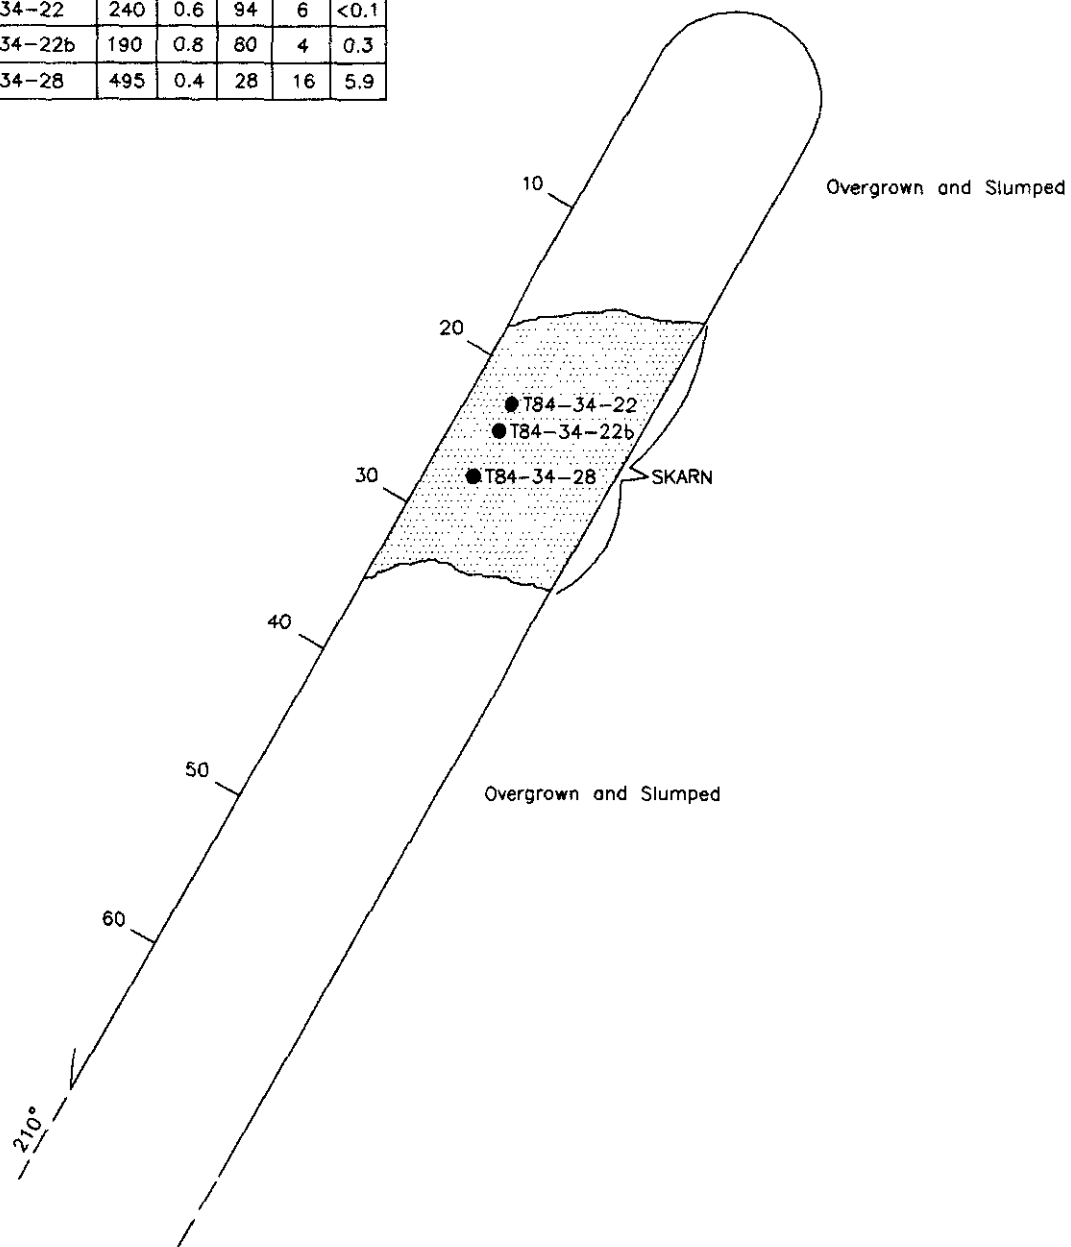 34-22 240 0.6 94 6 <0.1
34-22b 190 0.8 80 4 0.3
34-28 495 0.4 28 16 5.9
10
Overgrown and Slumped
20
T84-34-22
T84-34-22b
30
T84-34-28
SKARN
40
50
Overgrown and Slumped
60
210°